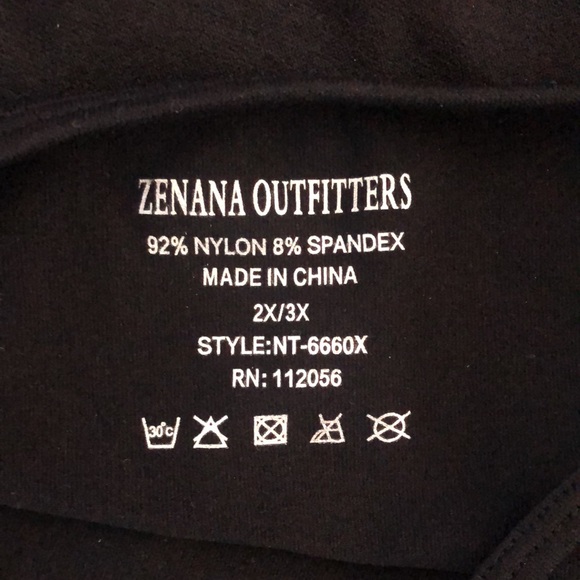 ZENANA OUTFITTERS
92% NYLON 8% SPANDEX
MADE IN CHINA
2X/3X
STYLE:NT-6660X
RN: 112056
30°C